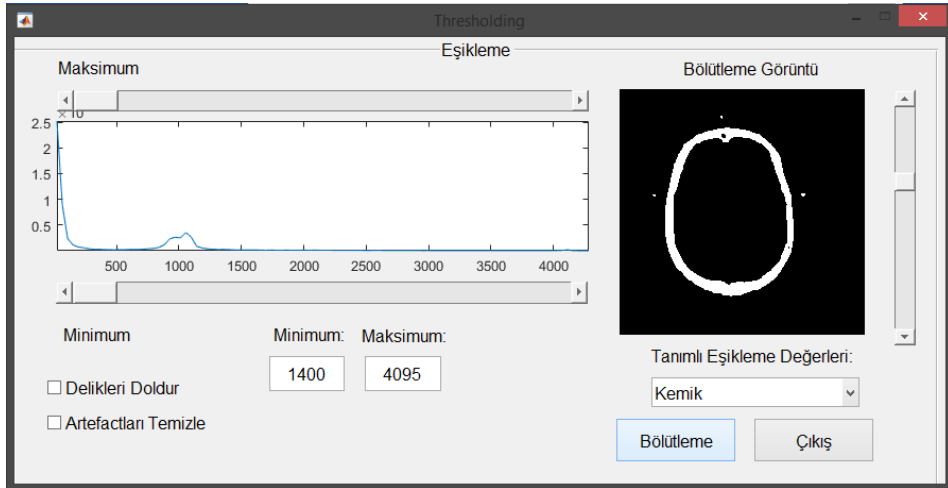 Thresholding
Eşikleme
Maksimum
Bölütleme Görüntü
× 10
2.5
2
1.5
1
0.5
500 1000 1500 2000 2500 3000 3500 4000
Minimum
Minimum: Maksimum:
1400 4095
Delikleri Doldur
Artefactları Temizle
Tanımlı Eşikleme Değerleri:
Kemik
Bölütleme Çıkış